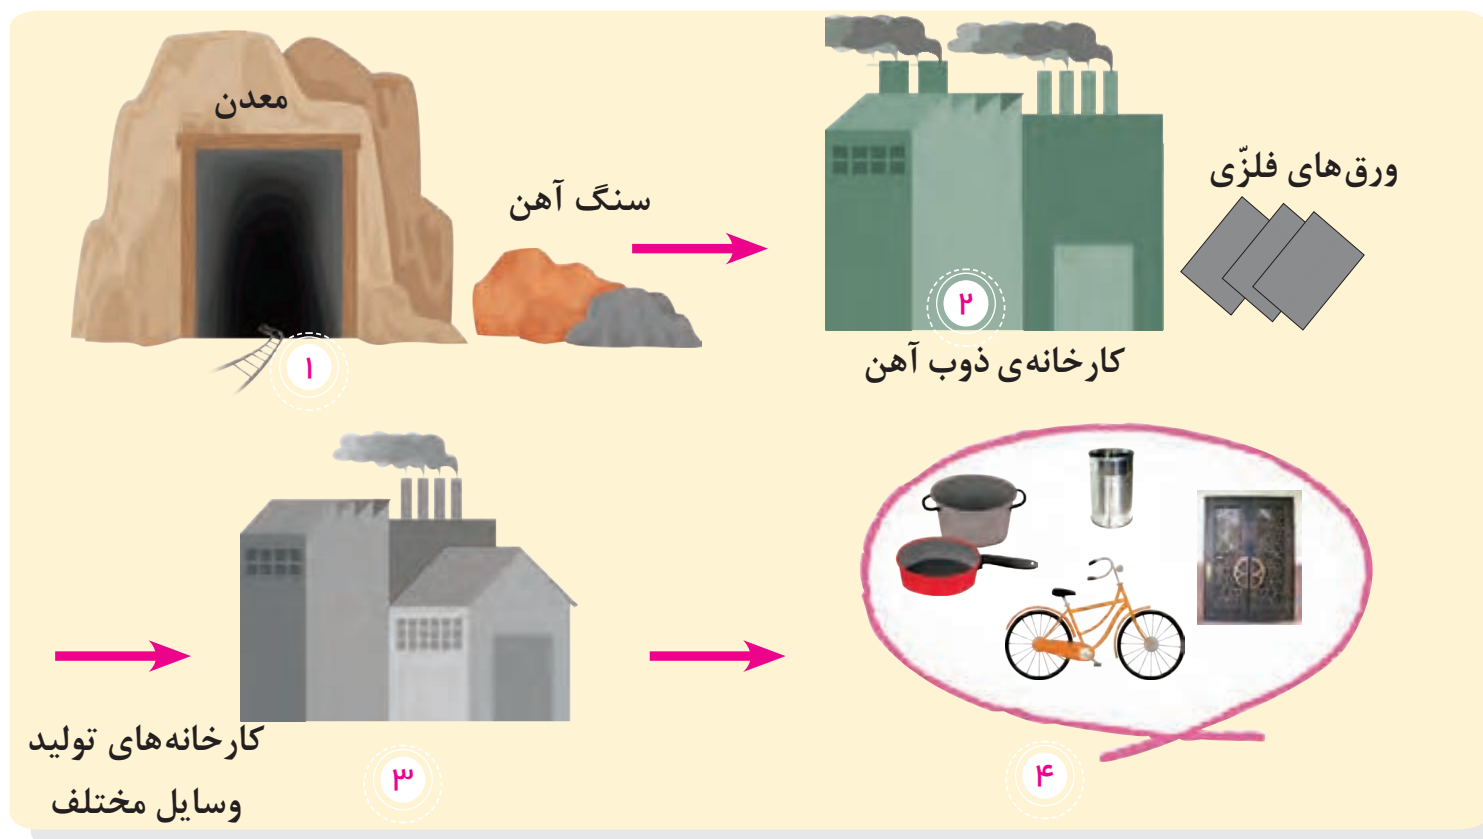 معدن
سنگ آهن
۱
ورق‌های فلزّی
۲
کارخانه‌ی ذوب آهن
کارخانه‌های تولید
وسایل مختلف
۳
۴